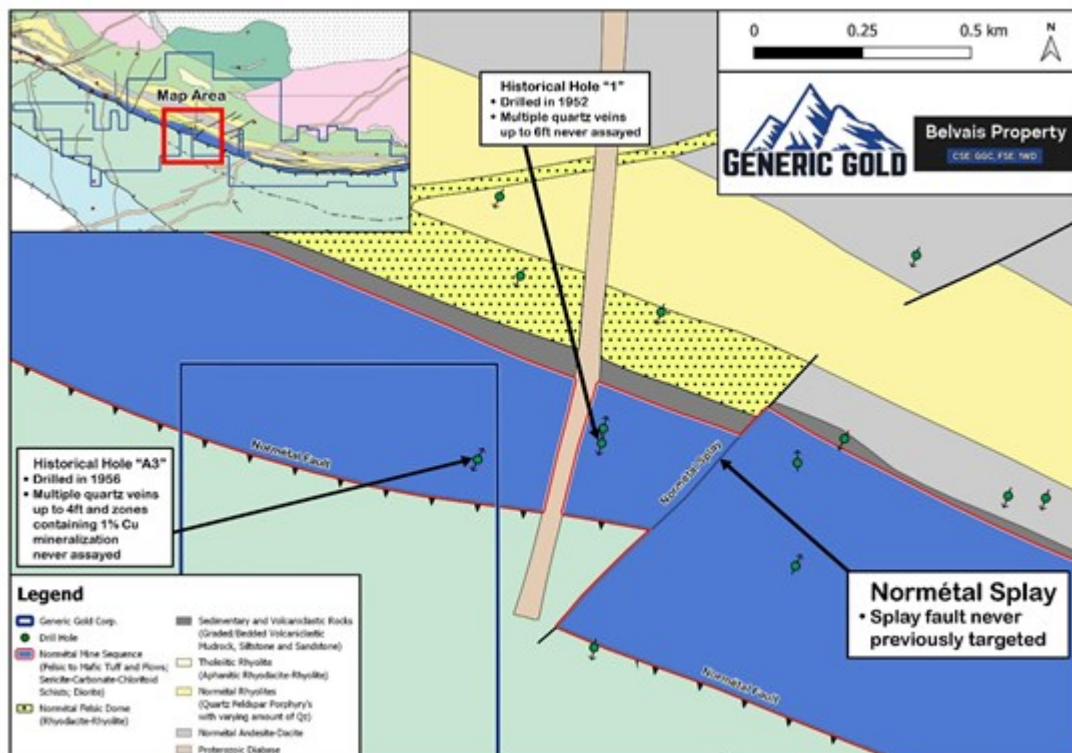 Map Area
Historical Hole "1"
• Drilled in 1952
• Multiple quartz veins
up to 6ft never assayed
0 0.25 0.5 km
N
GENERIC GOLD
Belvais Property
CSE: GGC, FSE: 1WD
Normétal Fault
Normétal Splay
Historical Hole "A3"
• Drilled in 1956
• Multiple quartz veins
up to 4ft and zones
containing 1% Cu
mineralization
never assayed
Normétal Splay
• Splay fault never
previously targeted
Normétal Fault
Legend
Generic Gold Corp.
Drill Hole
Normétal Mine Sequence
(Felsic to Mafic Tuff and Flows;
Sericite-Carbonate-Chloritoid
Schists; Diorite)
Normétal Felsic Dome
(Rhyodacite-Rhyolite)
Sedimentary and Volcaniclastic Rocks
(Graded/Bedded Volcaniclastic
Mudrock, Siltstone and Sandstone)
Tholeiitic Rhyolite
(Aphanitic Rhyodacite-Rhyolite)
Normétal Rhyolites
(Quartz Feldspar Porphyry's
with varying amount of Qz)
Normétal Andesite-Dacite
Proterozoic Diabase